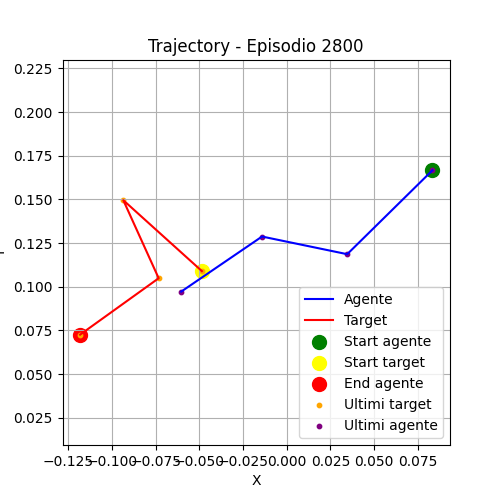 Trajectory - Episodio 2800
0.225
0.200
0.175
0.150
0.125
0.100
0.075
0.050
0.025
Agente
Target
Start agente
Start target
End agente
Ultimi target
Ultimi agente
−0.125 −0.100 −0.075 −0.050 −0.025 0.000 0.025 0.050 0.075
X